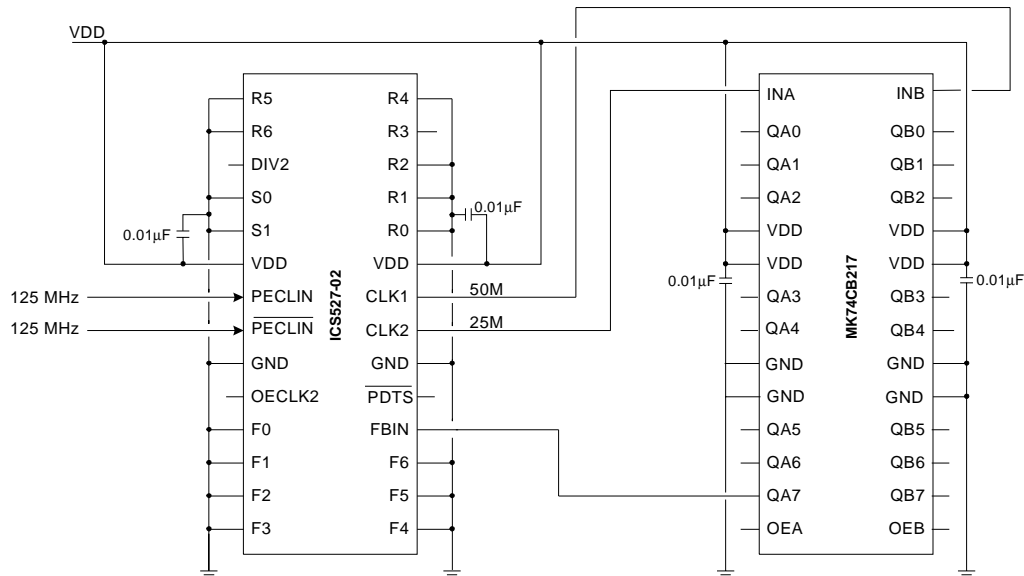 VDD
R5 R4 INA INB
R6 R3 QA0 QB0
DIV2 R2 QA1 QB1
S0 R1 QA2 QB2
0.01µF
S1 R0 VDD VDD
0.01µF
VDD VDD VDD VDD
0.01µF 0.01µF
125 MHz PECLIN CLK1 50M QA3 QB3
125 MHz PECLIN CLK2 25M QA4 QB4
ICS527-02
MK74CB217
GND GND GND GND
OECLK2 PDTS GND GND
F0 FBIN QA5 QB5
F1 F6 QA6 QB6
F2 F5 QA7 QB7
F3 F4 OEA OEB